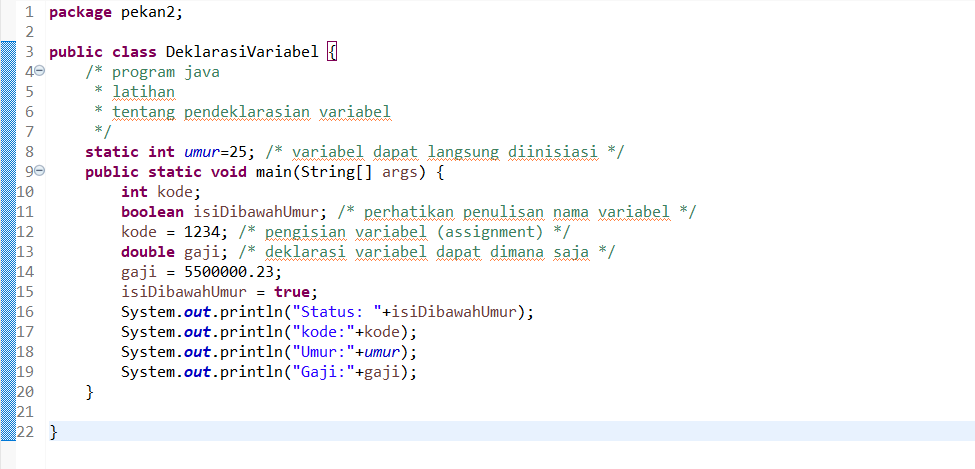 1 package pekan2;
2
3 public class DeklarasiVariabel {
4     /* program java
5      * latihan
6      * tentang pendeklarasian variabel
7      */
8     static int umur=25; /* variabel dapat langsung diinisiasi */
9     public static void main(String[] args) {
10         int kode;
11         boolean isiDibawahUmur; /* perhatikan penulisan nama variabel */
12         kode = 1234; /* pengisian variabel (assignment) */
13         double gaji; /* deklarasi variabel dapat dimana saja */
14         gaji = 5500000.23;
15         isiDibawahUmur = true;
16         System.out.println("Status: "+isiDibawahUmur);
17         System.out.println("kode:"+kode);
18         System.out.println("Umur:"+umur);
19         System.out.println("Gaji:"+gaji);
20     }
21
22 }